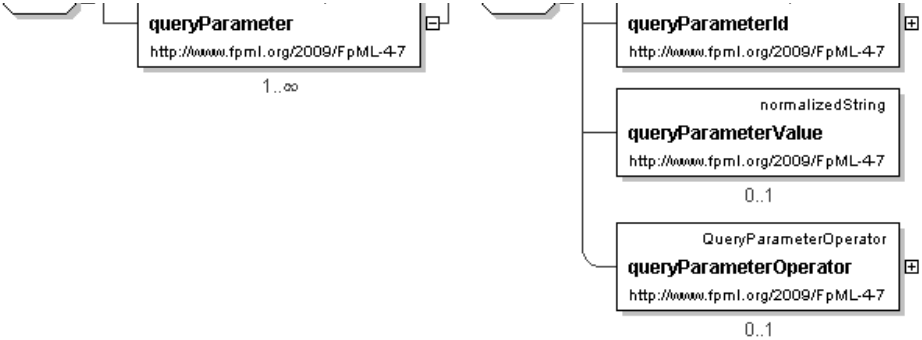 queryParameter
http://www.fpml.org/2009/FpML-4-7
1..∞
queryParameterId
http://www.fpml.org/2009/FpML-4-7
normalizedString
queryParameterValue
http://www.fpml.org/2009/FpML-4-7
0..1
QueryParameterOperator
queryParameterOperator
http://www.fpml.org/2009/FpML-4-7
0..1